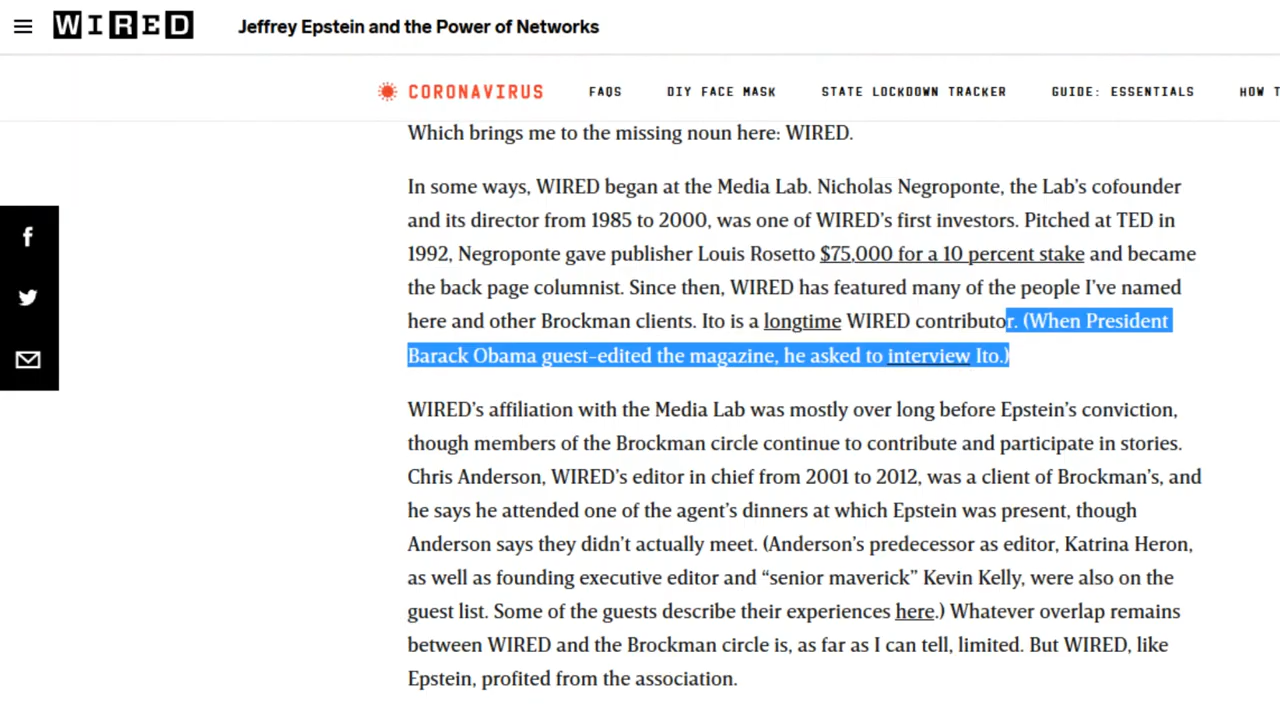 WIRED Jeffrey Epstein and the Power of Networks
CORONAVIRUS FAQS DIY FACE MASK STATE LOCKDOWN TRACKER GUIDE: ESSENTIALS HOW T
Which brings me to the missing noun here: WIRED.
In some ways, WIRED began at the Media Lab. Nicholas Negroponte, the Lab’s cofounder
and its director from 1985 to 2000, was one of WIRED’s first investors. Pitched at TED in
1992, Negroponte gave publisher Louis Rosetto $75,000 for a 10 percent stake and became
the back page columnist. Since then, WIRED has featured many of the people I’ve named
here and other Brockman clients. Ito is a longtime WIRED contributor. (When President
Barack Obama guest-edited the magazine, he asked to interview Ito.)
WIRED’s affiliation with the Media Lab was mostly over long before Epstein’s conviction,
though members of the Brockman circle continue to contribute and participate in stories.
Chris Anderson, WIRED’s editor in chief from 2001 to 2012, was a client of Brockman’s, and
he says he attended one of the agent’s dinners at which Epstein was present, though
Anderson says they didn’t actually meet. (Anderson’s predecessor as editor, Katrina Heron,
as well as founding executive editor and “senior maverick” Kevin Kelly, were also on the
guest list. Some of the guests describe their experiences here.) Whatever overlap remains
between WIRED and the Brockman circle is, as far as I can tell, limited. But WIRED, like
Epstein, profited from the association.